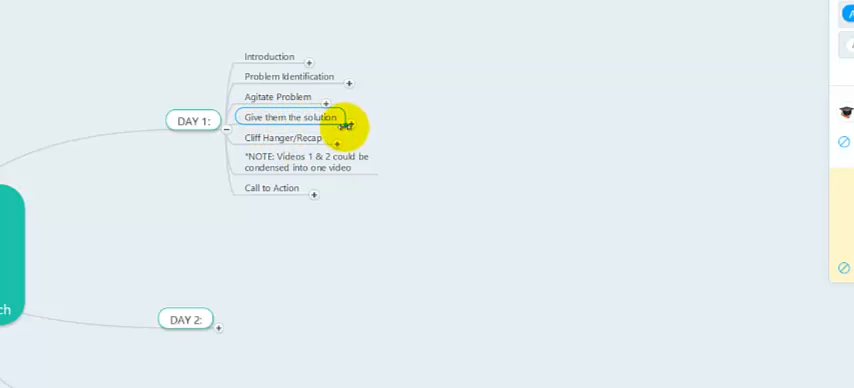 Introduction
Problem Identification
Agitate Problem
DAY 1:
Give them the solution
Cliff Hanger/Recap
*NOTE: Videos 1 & 2 could be
condensed into one video
Call to Action
ch
DAY 2: